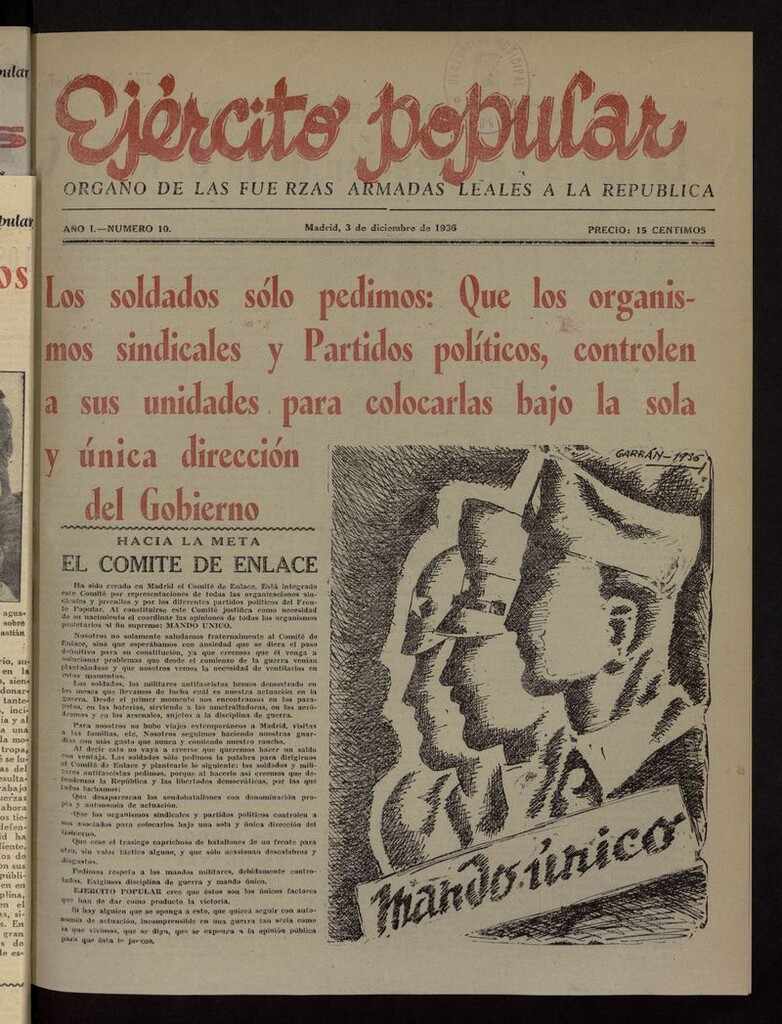 Ejército popular
ORGANO DE LAS FUERZAS ARMADAS LEALES A LA REPUBLICA
AÑO I.—NUMERO 10.
Madrid, 3 de diciembre de 1936
PRECIO: 15 CENTIMOS
Los soldados sólo pedimos: Que los organis-
mos sindicales y Partidos políticos, controlen
a sus unidades para colocarlas bajo la sola
y única dirección
del Gobierno
HACIA LA META
EL COMITE DE ENLACE
Ha sido creado en Madrid el Comité de Enlace. Está integrado
este Comité por representaciones de todas las organizaciones sin-
dicales y juveniles y por los diferentes partidos políticos del Fren-
te Popular. Al constituirse este Comité justifica como necesidad
de su nacimiento el coordinar las opiniones de todos los organismos
proletarios al fin supremo: MANDO UNICO.
Nosotros no solamente saludamos fraternalmente al Comité de
Enlace, sino que esperábamos con ansiedad que se diera el paso
definitivo para su constitución, ya que creemos que él venga a
solucionar problemas que desde el comienzo de la guerra venían
planteándose y que nosotros vemos la necesidad de ventilarlos en
estos momentos.
Los soldados, los militares antifascistas hemos demostrado en
los meses que llevamos de lucha cuál es nuestra actuación en la
guerra. Desde el primer momento nos encontramos en los para-
petos, en las baterías, sirviendo a las ametralladoras, en los aeró-
dromos y en los arsenales, sujetos a la disciplina de guerra.
Para nosotros no hubo viajes extemporáneos a Madrid, visitas
a las familias, etc. Nosotros seguimos haciendo nuestras guar-
dias con más gusto que nunca y comiendo nuestro rancho.
Al decir esto no vaya a creerse que queremos hacer un saldo
con ventaja. Los soldados sólo pedimos la palabra para dirigirnos
al Comité de Enlace y plantearle lo siguiente: los soldados y mili-
tares antifascistas pedimos, porque al hacerlo así creemos que de-
fendemos la República y las libertades democráticas, por las que
todos luchamos:
Que desaparezcan los seudobatallones con denominación pro-
pia y autonomía de actuación.
Que los organismos sindicales y partidos políticos controlen a
sus asociados para colocarlos bajo una sola y única dirección del
Gobierno.
Que cese el trasiego caprichoso de batallones de un frente para
otro, sin valor táctico alguno, y que sólo ocasionan descalabros y
disgustos.
Pedimos respeto a los mandos militares, debidamente contro-
lados. Exigimos disciplina de guerra y mando único.
EJERCITO POPULAR cree que éstos son los únicos factores
que han de dar como producto la victoria.
Si hay alguien que se oponga a esto, que quiera seguir con auto-
nomía de actuación, incomprensible en una guerra tan seria como
la que vivimos, que se diga, que se exponga a la opinión pública
para que ésta le juzgue.
GARRÁN-1936
Mando único